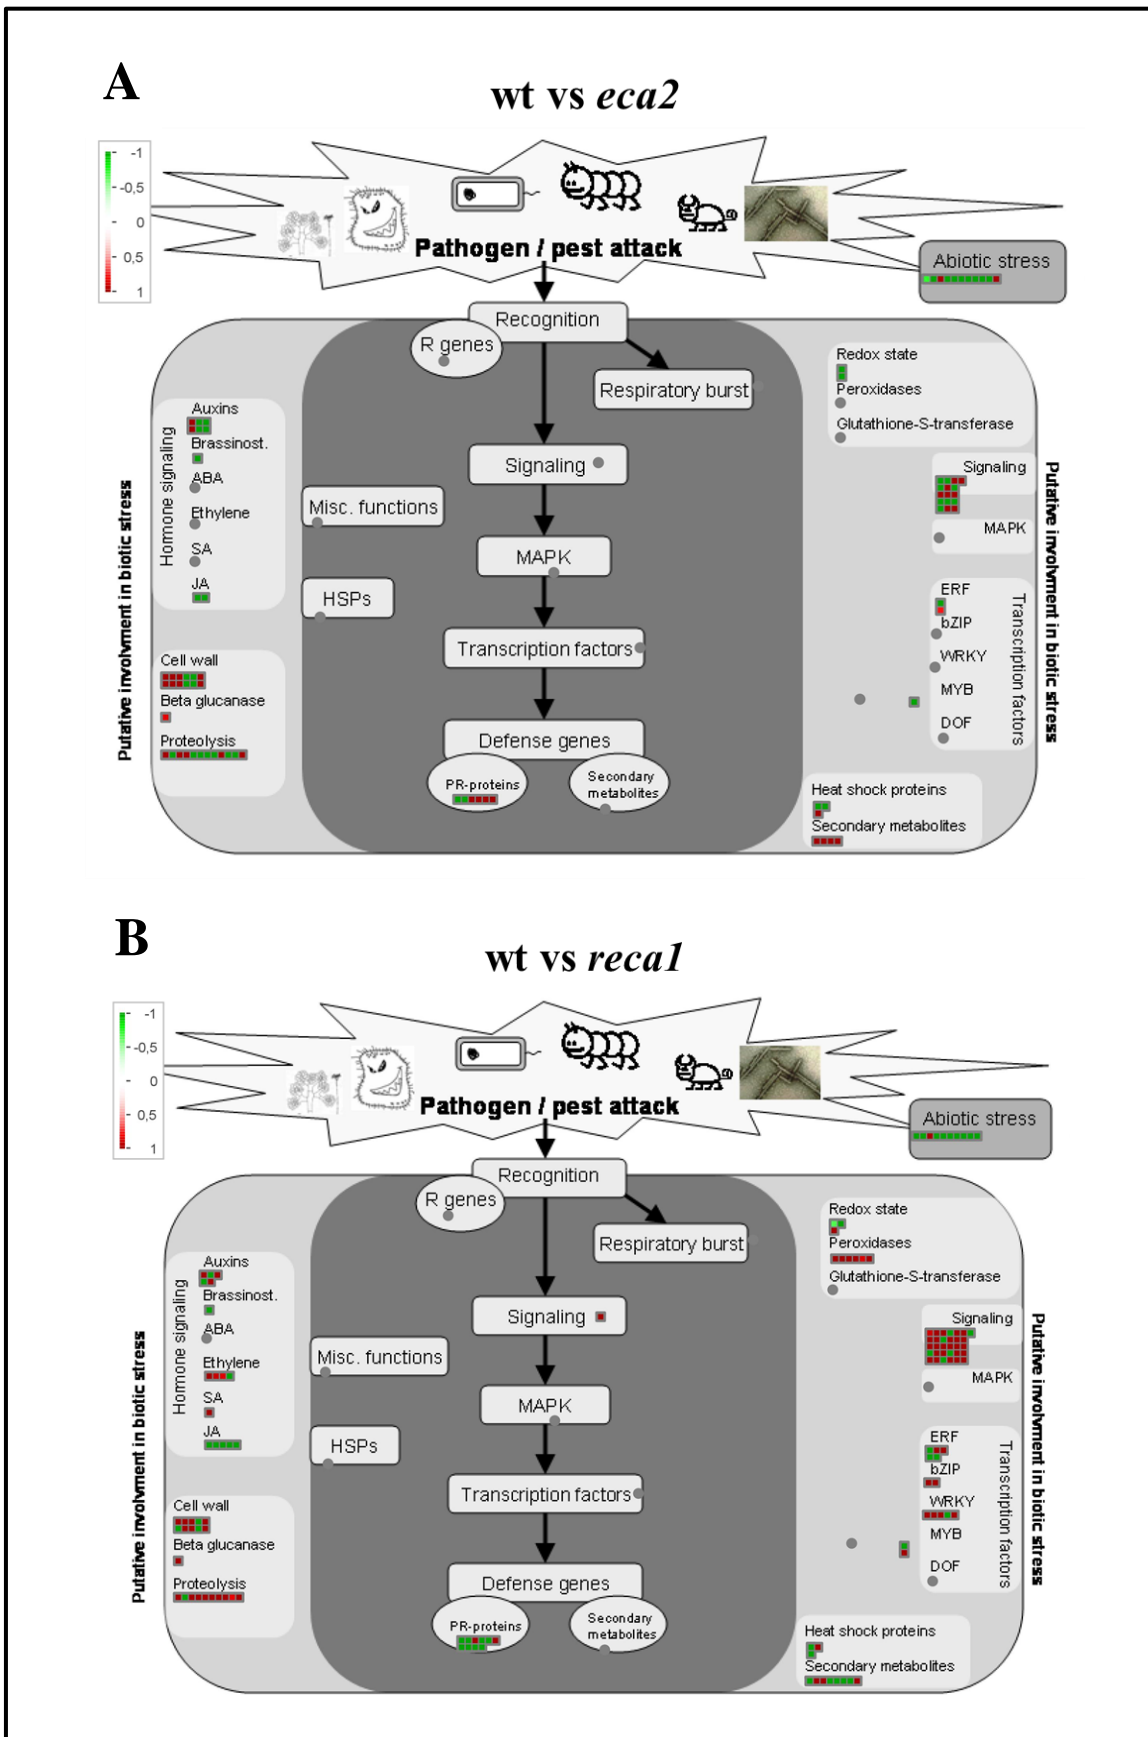 A
wt vs eca2
-1
-0,5
0
0,5
1
Pathogen / pest attack
Abiotic stress
Recognition
R genes
Respiratory burst
Redox state
Peroxidases
Glutathione-S-transferase
Hormone signaling
Auxins
Brassinost.
ABA
Ethylene
SA
JA
Signaling
Misc. functions
MAPK
HSPs
Transcription factors
Signaling
MAPK
ERF
bZIP
WRKY
MYB
DOF
Transcription factors
Putative involvment in biotic stress
Putative involvment in biotic stress
Cell wall
Beta glucanase
Proteolysis
Defense genes
PR-proteins
Secondary
metabolites
Heat shock proteins
Secondary metabolites
B
wt vs reca1
-1
-0,5
0
0,5
1
Pathogen / pest attack
Abiotic stress
Recognition
R genes
Respiratory burst
Redox state
Peroxidases
Glutathione-S-transferase
Hormone signaling
Auxins
Brassinost.
ABA
Ethylene
SA
JA
Signaling
Misc. functions
MAPK
HSPs
Transcription factors
Signaling
MAPK
ERF
bZIP
WRKY
MYB
DOF
Transcription factors
Putative involvment in biotic stress
Putative involvment in biotic stress
Cell wall
Beta glucanase
Proteolysis
Defense genes
PR-proteins
Secondary
metabolites
Heat shock proteins
Secondary metabolites